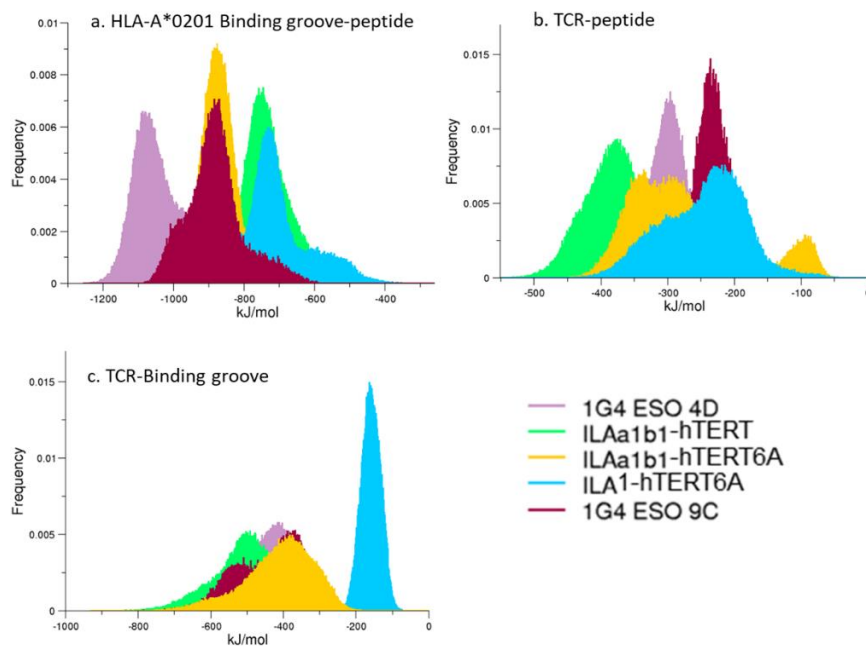 a. HLA-A*0201 Binding groove-peptide
0.01
0.008
0.006
0.004
0.002
0
Frequency
-1200 -1000 -800 -600 -400
kJ/mol
b. TCR-peptide
0.015
0.01
0.005
0
Frequency
-500 -400 -300 -200 -100 0
kJ/mol
c. TCR-Binding groove
0.015
0.01
0.005
0
Frequency
-1000 -800 -600 -400 -200 0
kJ/mol
1G4 ESO 4D
ILAa1b1-hTERT
ILAa1b1-hTERT6A
ILA1-hTERT6A
1G4 ESO 9C